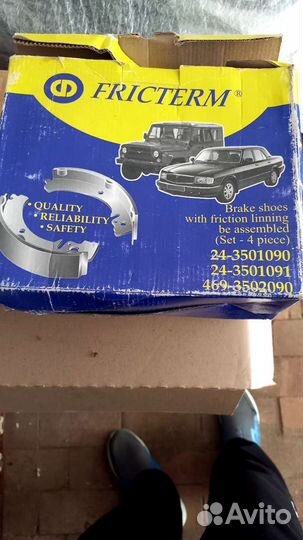 FRICTERM®
• QUALITY
• RELIABILITY
• SAFETY
Brake shoes
with friction linning
be assembled
(Set - 4 piece)
24-3501090
24-3501091
469-3502090
Avito